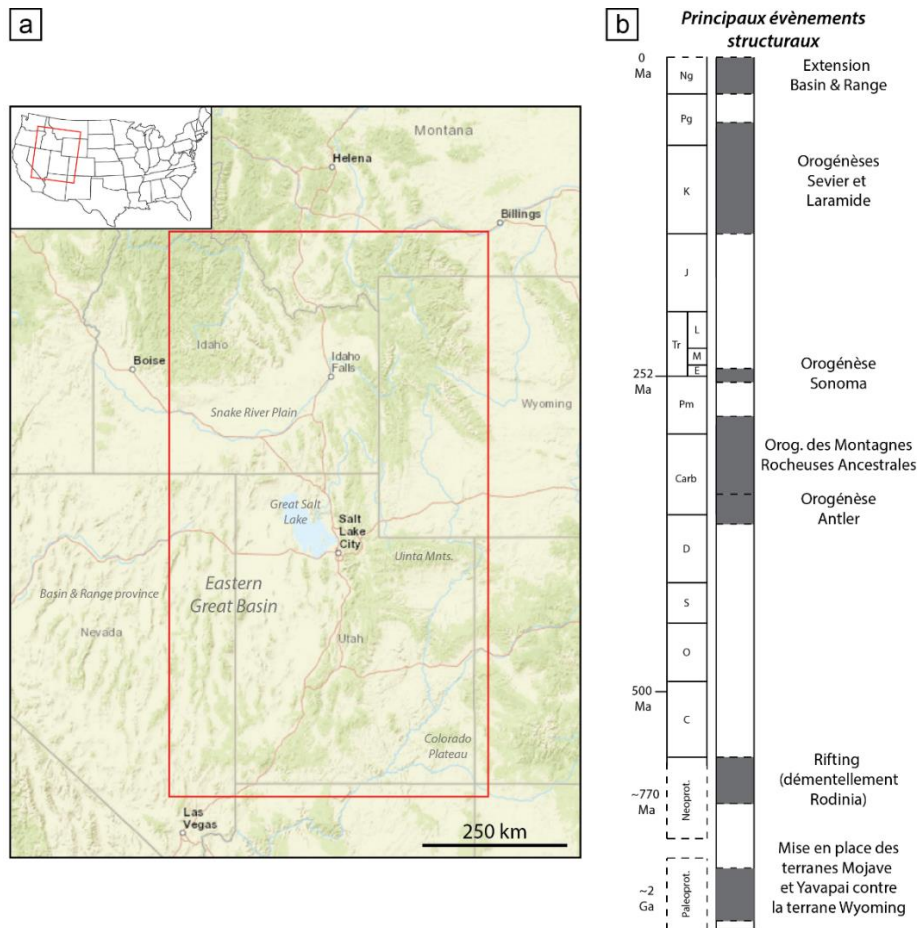 a
Montana
Helena
Billings
Idaho
Boise
Idaho
Falls
Wyoming
Snake River Plain
Great Salt
Lake
Salt
Lake
City
Uinta Mnts.
Eastern
Great Basin
Basin & Range province
Nevada
Utah
Colorado
Plateau
Las
Vegas
250 km
b
Principaux évènements
structuraux
0
Ma
Ng
Extension
Basin & Range
Pg
K
Orogénèses
Sevier et
Laramide
J
Tr
L
M
E
252
Ma
Orogénèse
Sonoma
Pm
Carb
Orog. des Montagnes
Rocheuses Ancestrales
Orogénèse
Antler
D
S
O
500
Ma
C
Neoprot.
~770
Ma
Rifting
(démentellement
Rodinia)
Paleoprot.
~2
Ga
Mise en place des
terranes Mojave
et Yavapai contre
la terrane Wyoming